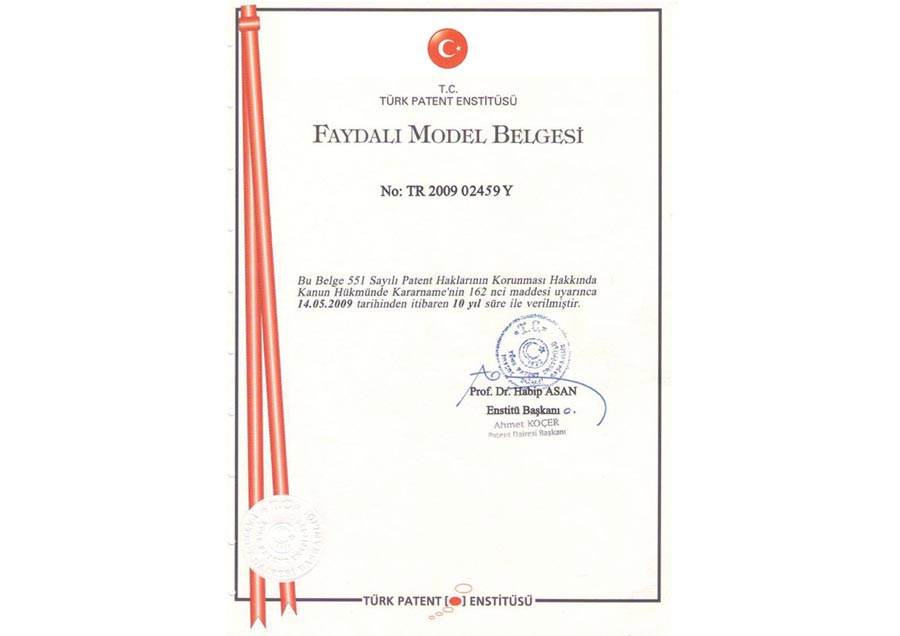 T.C.
TÜRK PATENT ENSTİTÜSÜ
FAYDALI MODEL BELGESİ
No: TR 2009 02459 Y
Bu Belge 551 Sayılı Patent Haklarının Korunması Hakkında
Kanun Hükmünde Kararname'nin 162 nci maddesi uyarınca
14.05.2009 tarihinden itibaren 10 yıl süre ile verilmiştir.
T.C.
Prof. Dr. Habip ASAN
Enstitü Başkanı
Ahmet KOÇER
Patent Dairesi Başkanı
TÜRK PATENT [ ] ENSTİTÜSÜ